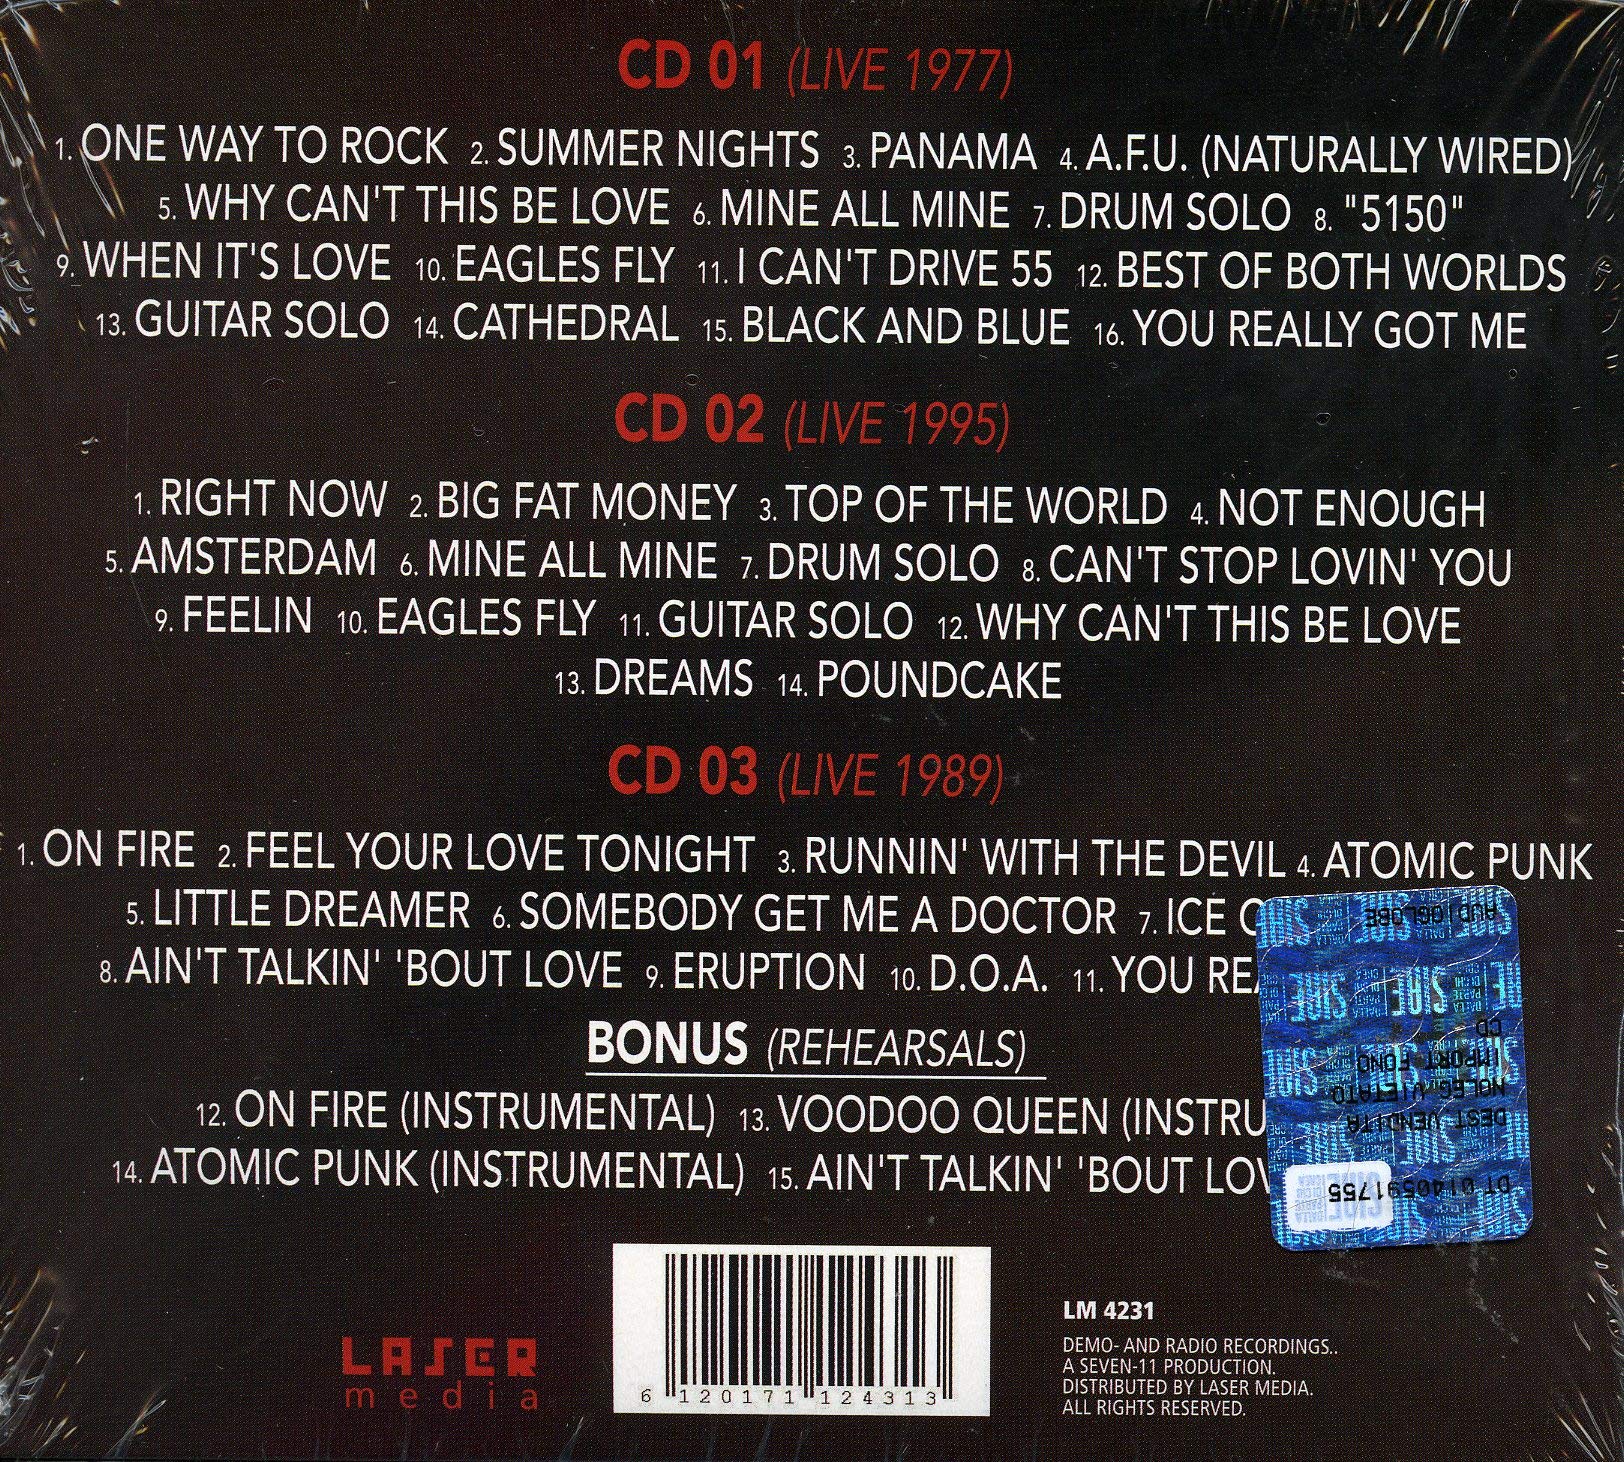 CD 01 (LIVE 1977)
1. ONE WAY TO ROCK 2. SUMMER NIGHTS 3. PANAMA 4. A.F.U. (NATURALLY WIRED)
5. WHY CAN'T THIS BE LOVE 6. MINE ALL MINE 7. DRUM SOLO 8. "5150"
9. WHEN IT'S LOVE 10. EAGLES FLY 11. I CAN'T DRIVE 55 12. BEST OF BOTH WORLDS
13. GUITAR SOLO 14. CATHEDRAL 15. BLACK AND BLUE 16. YOU REALLY GOT ME
CD 02 (LIVE 1995)
1. RIGHT NOW 2. BIG FAT MONEY 3. TOP OF THE WORLD 4. NOT ENOUGH
5. AMSTERDAM 6. MINE ALL MINE 7. DRUM SOLO 8. CAN'T STOP LOVIN' YOU
9. FEELIN 10. EAGLES FLY 11. GUITAR SOLO 12. WHY CAN'T THIS BE LOVE
13. DREAMS 14. POUNDCAKE
CD 03 (LIVE 1989)
1. ON FIRE 2. FEEL YOUR LOVE TONIGHT 3. RUNNIN' WITH THE DEVIL 4. ATOMIC PUNK
5. LITTLE DREAMER 6. SOMEBODY GET ME A DOCTOR 7. ICE
8. AIN'T TALKIN' 'BOUT LOVE 9. ERUPTION 10. D.O.A. 11. YOU
BONUS (REHEARSALS)
12. ON FIRE (INSTRUMENTAL) 13. VOODOO QUEEN
14. ATOMIC PUNK (INSTRUMENTAL) 15. AIN'T TALKIN' 'BOUT
DT 0140591755
DEST VENDITA
NOLEG VIETATO
IMPORT FONO
CD
AUDIOGLOBE
LASER
media
6 120171 124313
LM 4231
DEMO- AND RADIO RECORDINGS..
A SEVEN-11 PRODUCTION.
DISTRIBUTED BY LASER MEDIA.
ALL RIGHTS RESERVED.